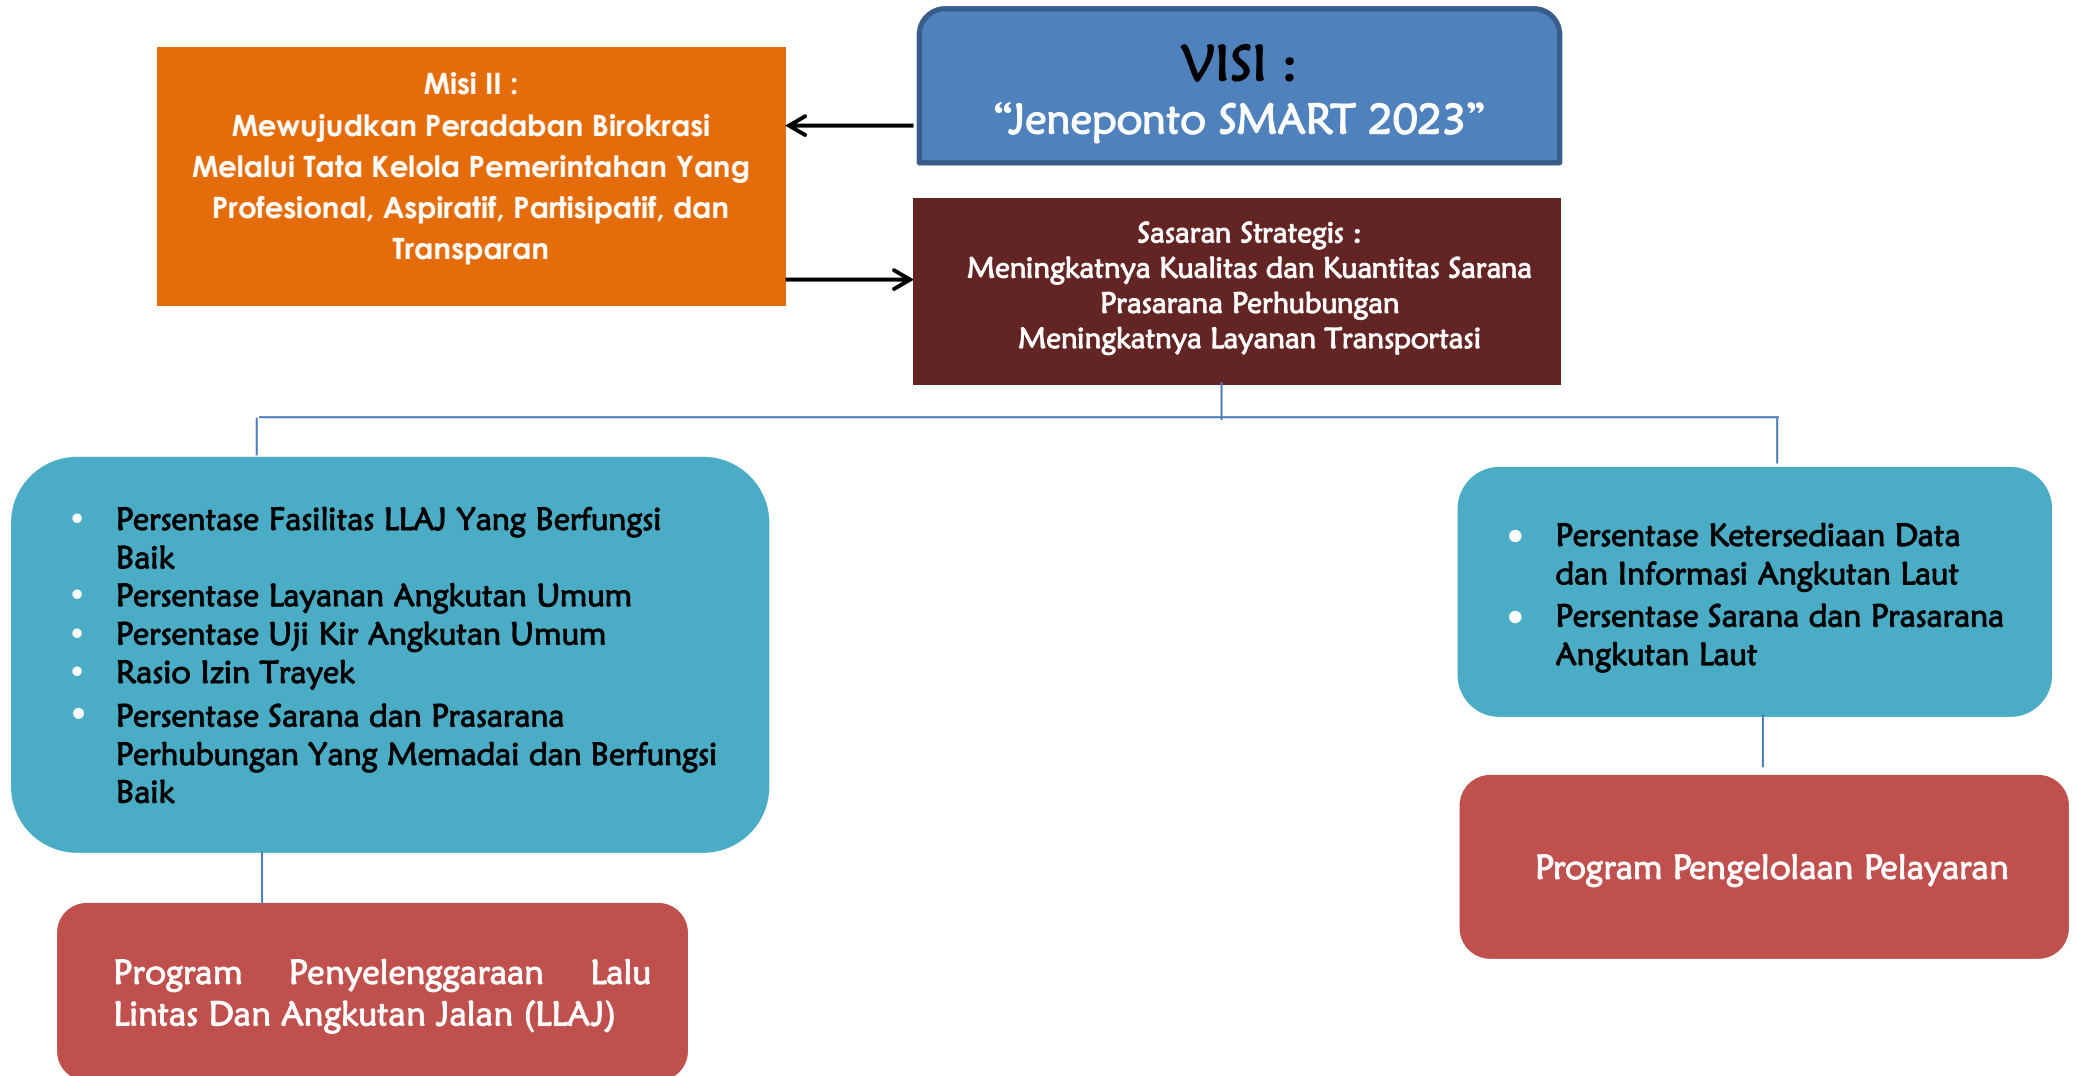 VISI :
“Jeneponto SMART 2023”
Misi II :
Mewujudkan Peradaban Birokrasi
Melalui Tata Kelola Pemerintahan Yang
Profesional, Aspiratif, Partisipatif, dan
Transparan
Sasaran Strategis :
Meningkatnya Kualitas dan Kuantitas Sarana
Prasarana Perhubungan
Meningkatnya Layanan Transportasi
• Persentase Fasilitas LLAJ Yang Berfungsi
Baik
• Persentase Layanan Angkutan Umum
• Persentase Uji Kir Angkutan Umum
• Rasio Izin Trayek
• Persentase Sarana dan Prasarana
Perhubungan Yang Memadai dan Berfungsi
Baik
• Persentase Ketersediaan Data
dan Informasi Angkutan Laut
• Persentase Sarana dan Prasarana
Angkutan Laut
Program Penyelenggaraan Lalu
Lintas Dan Angkutan Jalan (LLAJ)
Program Pengelolaan Pelayaran